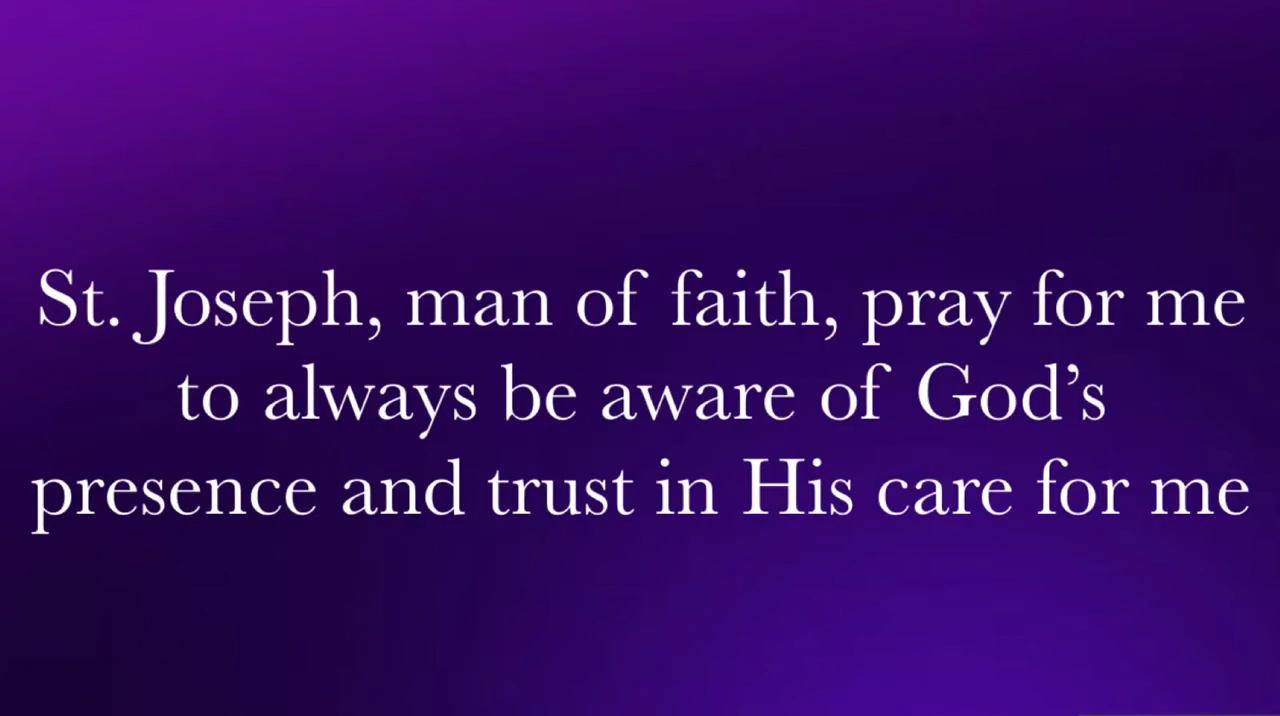 St. Joseph, man of faith, pray for me
to always be aware of God’s
presence and trust in His care for me